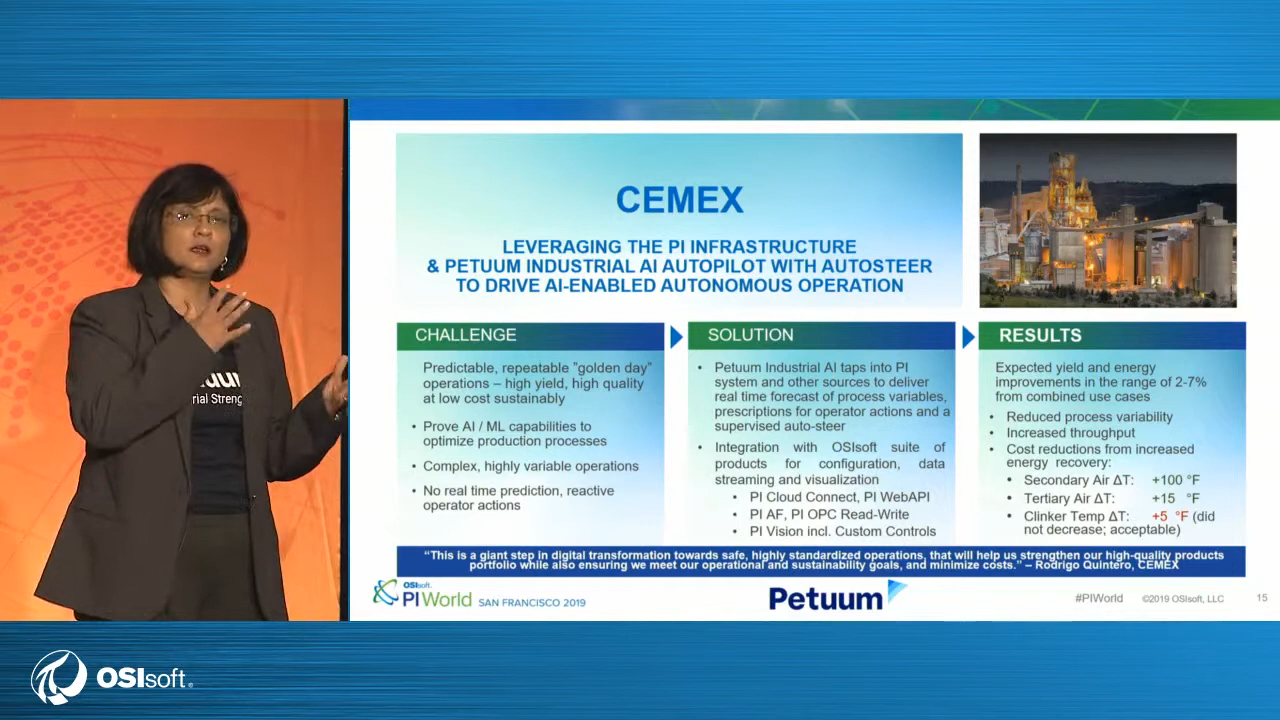 CEMEX
LEVERAGING THE PI INFRASTRUCTURE
& PETUUM INDUSTRIAL AI AUTOPILOT WITH AUTOSTEER
TO DRIVE AI-ENABLED AUTONOMOUS OPERATION
CHALLENGE
Predictable, repeatable "golden day"
operations – high yield, high quality
at low cost sustainably
• Prove AI / ML capabilities to
optimize production processes
• Complex, highly variable operations
• No real time prediction, reactive
operator actions
SOLUTION
• Petuum Industrial AI taps into PI
system and other sources to deliver
real time forecast of process variables,
prescriptions for operator actions and a
supervised auto-steer
• Integration with OSIsoft suite of
products for configuration, data
streaming and visualization
• PI Cloud Connect, PI WebAPI
• PI AF, PI OPC Read-Write
• PI Vision incl. Custom Controls
RESULTS
Expected yield and energy
improvements in the range of 2-7%
from combined use cases
• Reduced process variability
• Increased throughput
• Cost reductions from increased
energy recovery:
• Secondary Air ΔT: +100 °F
• Tertiary Air ΔT: +15 °F
• Clinker Temp ΔT: +5 °F (did
not decrease; acceptable)
“This is a giant step in digital transformation towards safe, highly standardized operations, that will help us strengthen our high-quality products
portfolio while also ensuring we meet our operational and sustainability goals, and minimize costs.” – Rodrigo Quintero, CEMEX
OSIsoft.
PI World SAN FRANCISCO 2019
Petuum
#PIWorld ©2019 OSIsoft, LLC 15
OSIsoft.